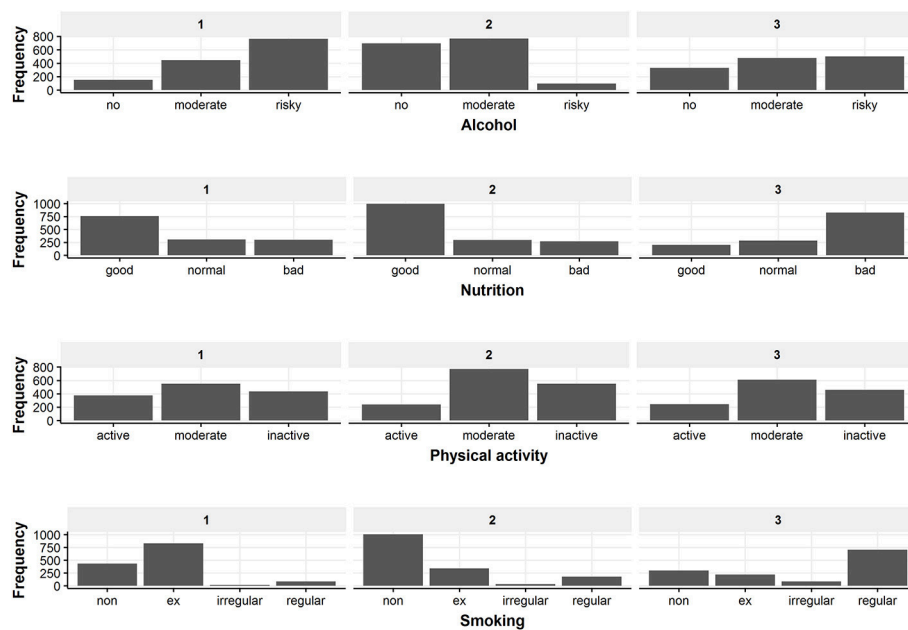 1 2 3
Frequency
800
600
400
200
0
no moderate risky no moderate risky no moderate risky
Alcohol
1 2 3
Frequency
1000
750
500
250
0
good normal bad good normal bad good normal bad
Nutrition
1 2 3
Frequency
800
600
400
200
0
active moderate inactive active moderate inactive active moderate inactive
Physical activity
1 2 3
Frequency
1000
750
500
250
0
non ex irregular regular non ex irregular regular non ex irregular regular
Smoking